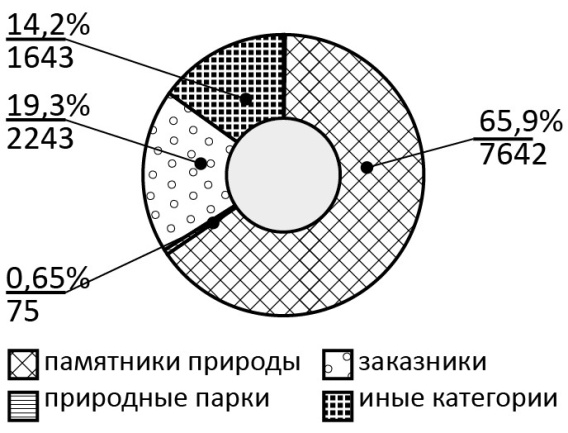 14,2%
1643
19,3%
2243
65,9%
7642
0,65%
75
памятники природы
заказники
природные парки
иные категории